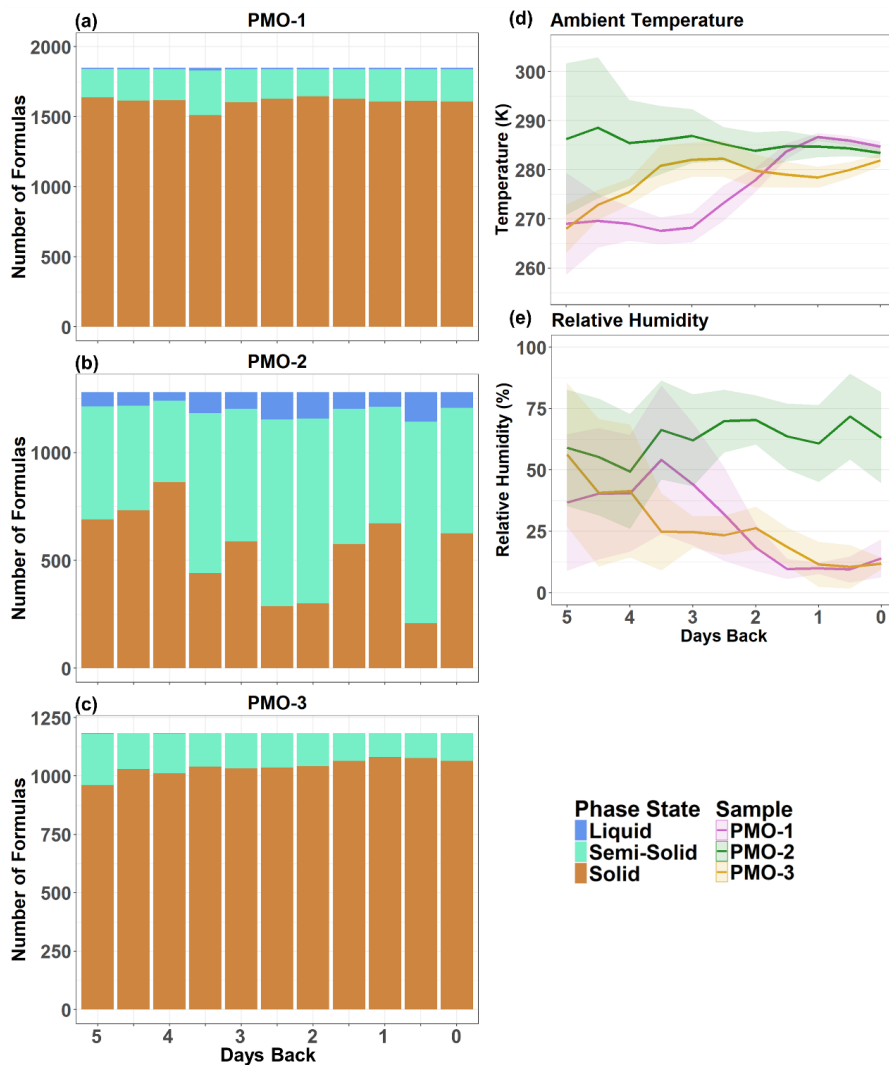 (a) PMO-1
Number of Formulas
2000
1500
1000
500
0
(b) PMO-2
Number of Formulas
1000
500
0
(c) PMO-3
Number of Formulas
1250
1000
750
500
250
0
5 4 3 2 1 0
Days Back
(d) Ambient Temperature
Temperature (K)
300
290
280
270
260
(e) Relative Humidity
Relative Humidity (%)
100
75
50
25
0
5 4 3 2 1 0
Days Back
Phase State
Liquid
Semi-Solid
Solid
Sample
PMO-1
PMO-2
PMO-3